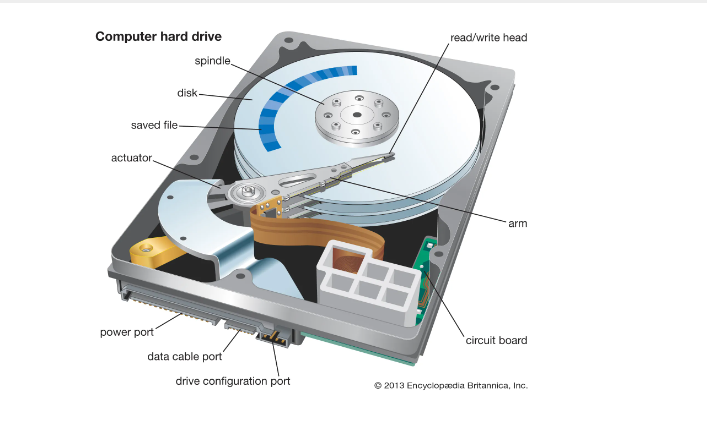 Computer hard drive
read/write head
spindle
disk
saved file
actuator
arm
power port
circuit board
data cable port
drive configuration port
© 2013 Encyclopædia Britannica, Inc.